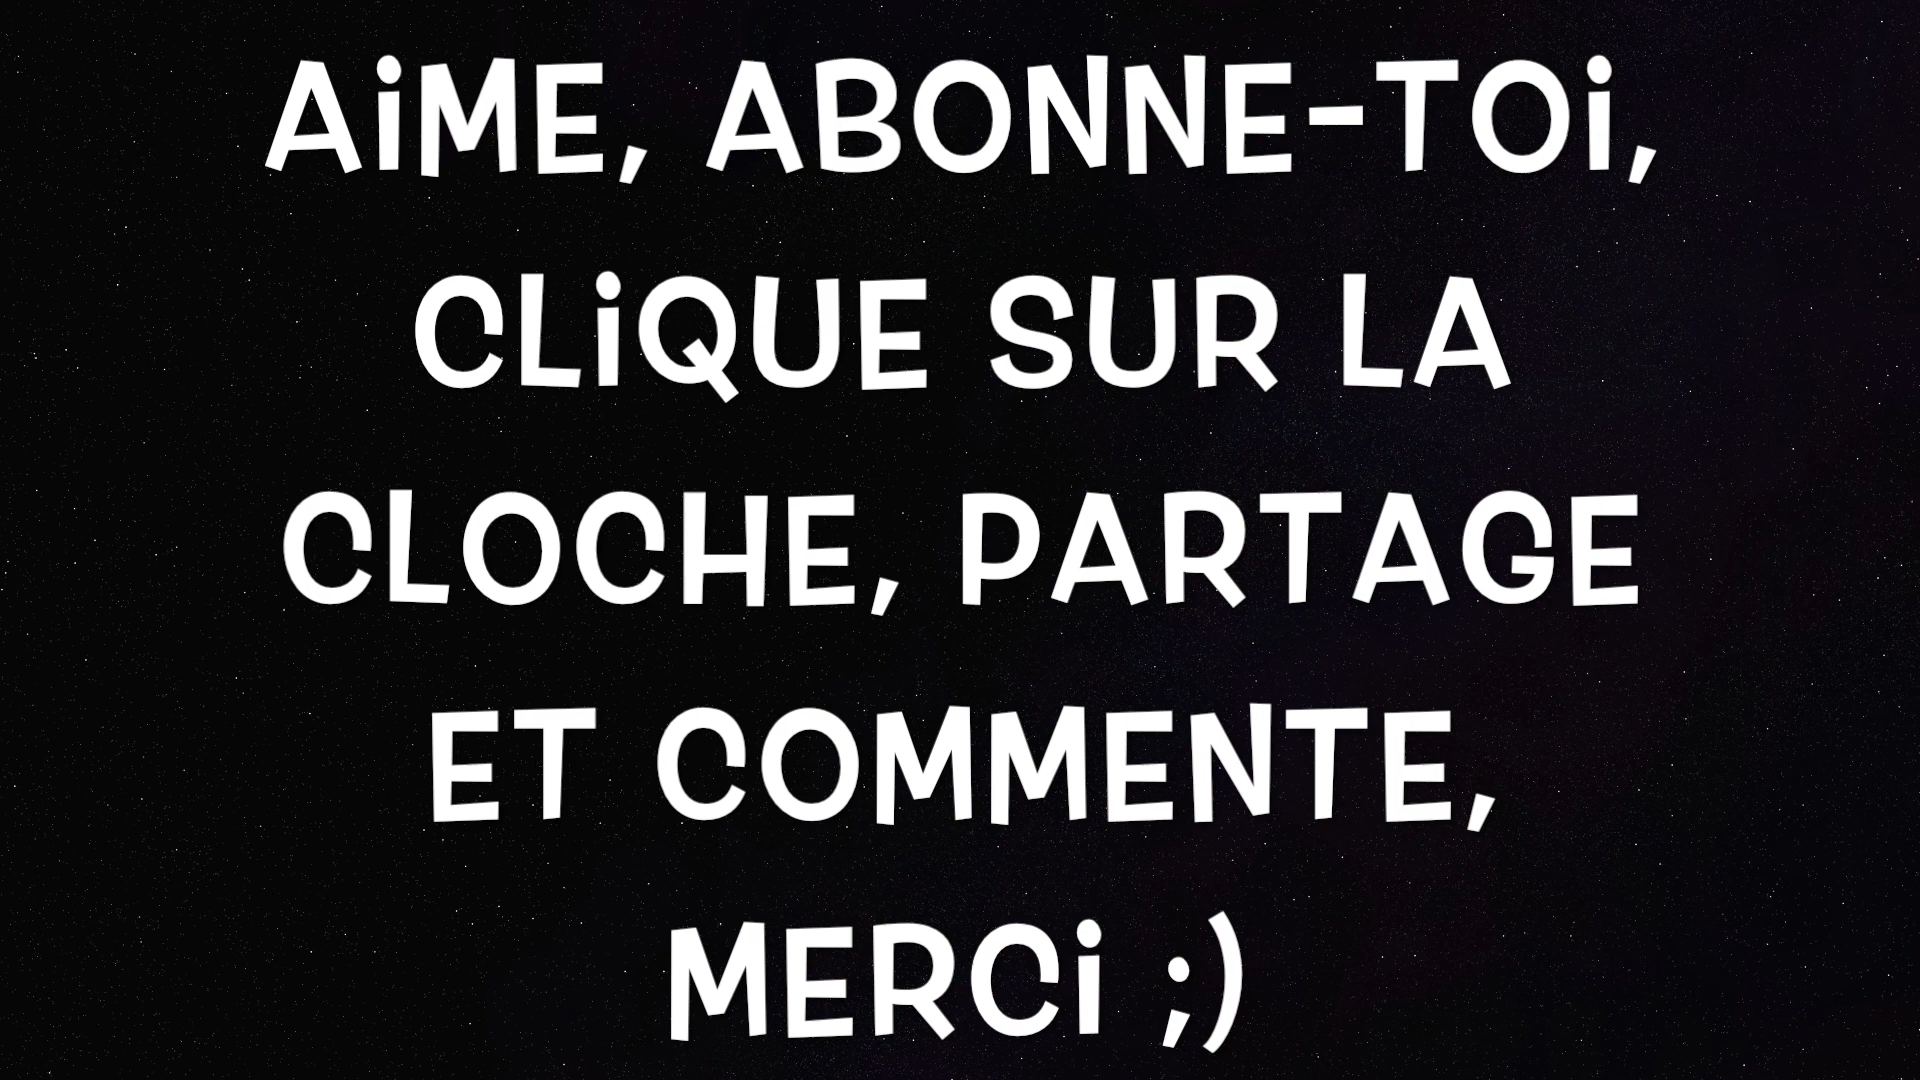 AiME, ABONNE-TOi,
CLiQUE SUR LA
CLOCHE, PARTAGE
ET COMMENTE,
MERCi ;)